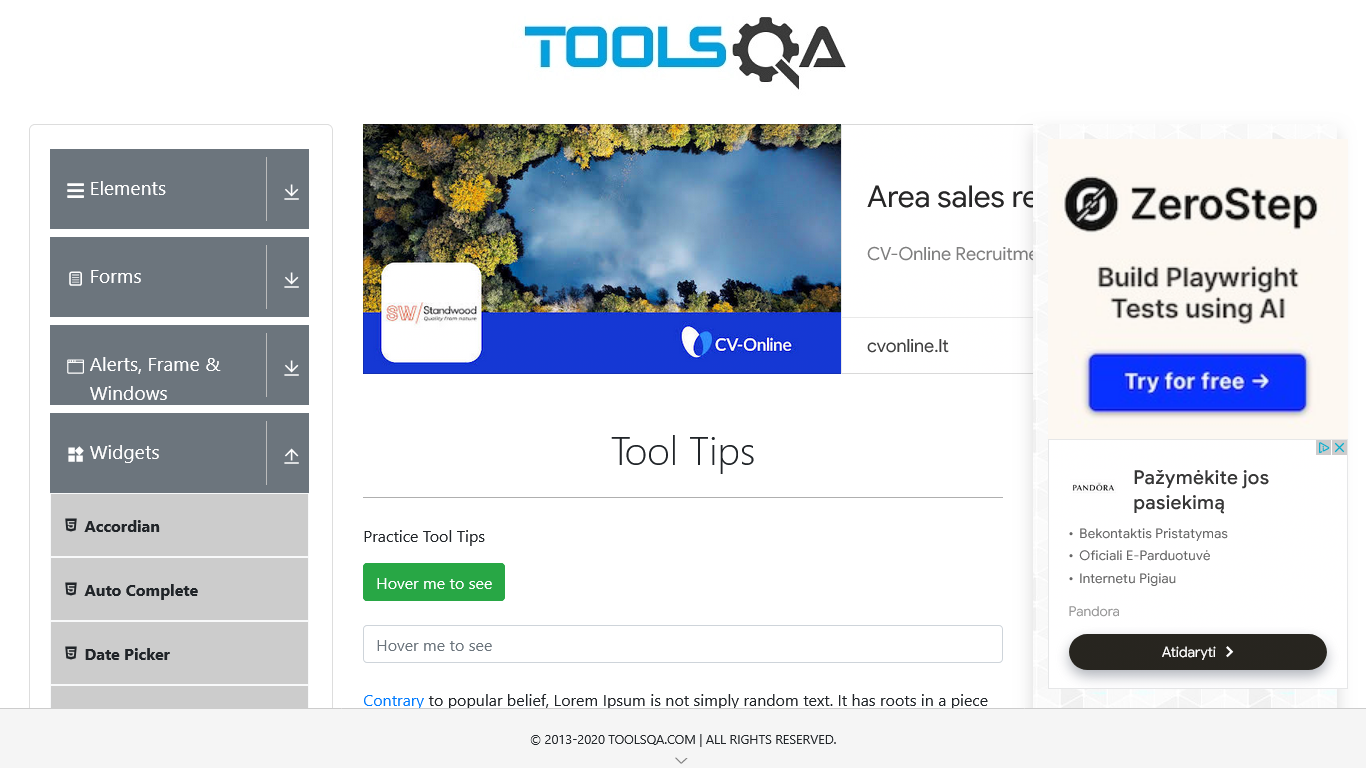 TOOLSQA
Elements
Forms
Alerts, Frame &
Windows
Widgets
Accordian
Auto Complete
Date Picker
SW/ Standwood
Quality from nature
CV-Online
Area sales re
CV-Online Recruitme
cvonline.lt
Tool Tips
Practice Tool Tips
Hover me to see
Hover me to see
Contrary to popular belief, Lorem Ipsum is not simply random text. It has roots in a piece
ZeroStep
Build Playwright
Tests using AI
Try for free →
PANDÖRA
Pažymėkite jos
pasiekimą
• Bekontaktis Pristatymas
• Oficiali E-Parduotuvė
• Internetu Pigiau
Pandora
Atidaryti
© 2013-2020 TOOLSQA.COM | ALL RIGHTS RESERVED.